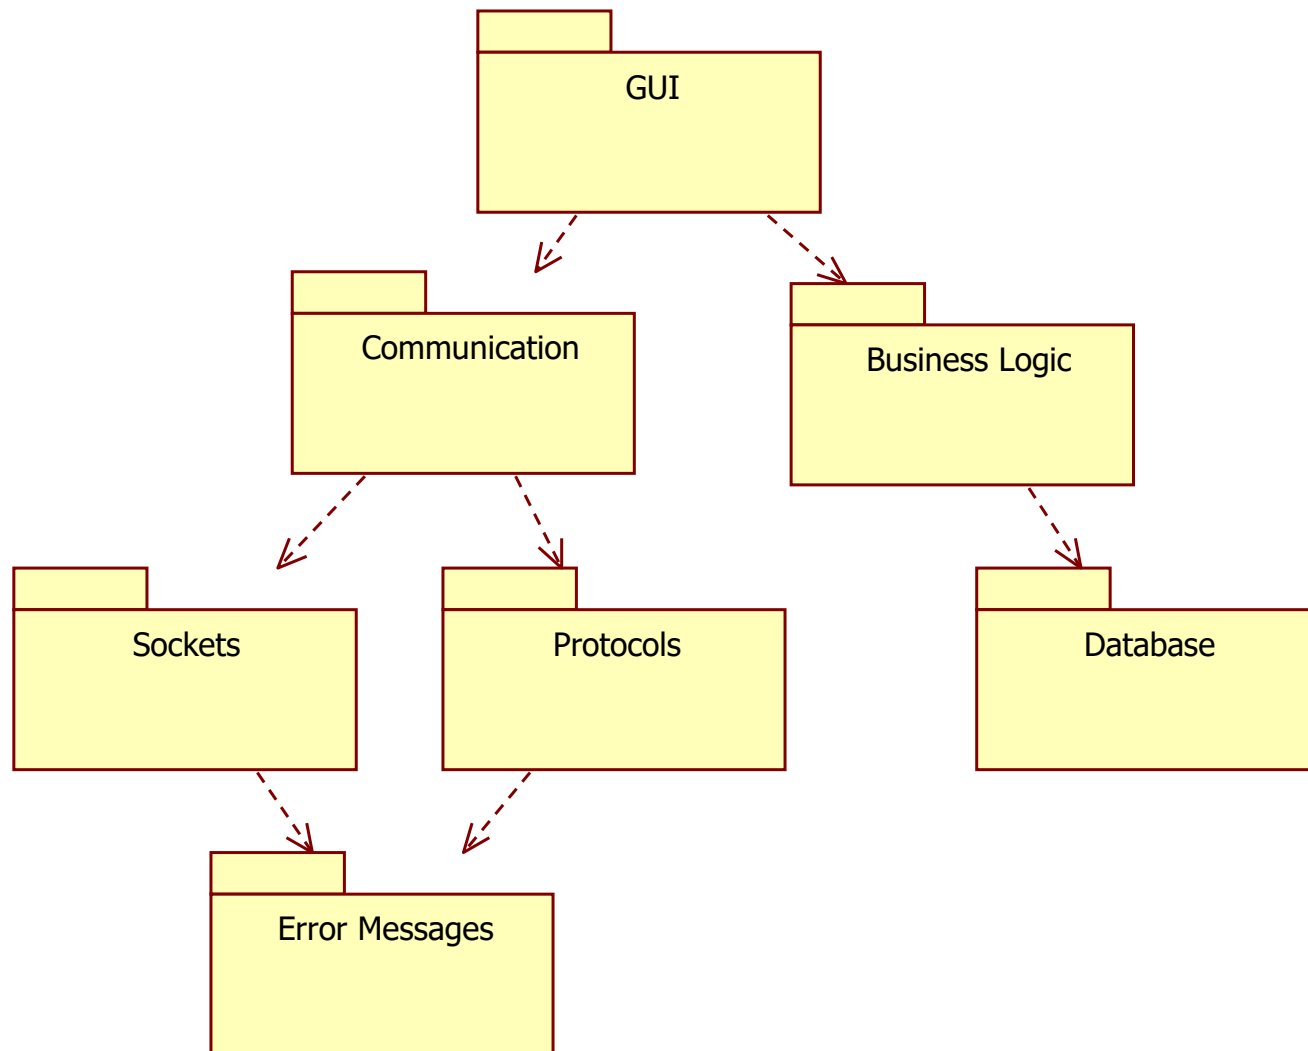 GUI
Communication
Business Logic
Sockets
Protocols
Database
Error Messages